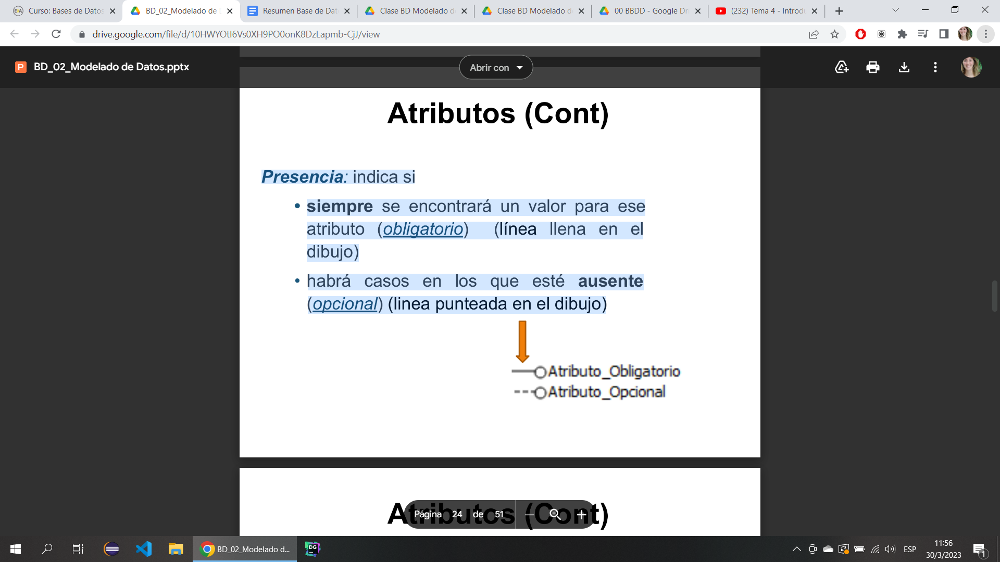 Curso: Bases de Datos
BD_02_Modelado de D
Resumen Base de Dat
Clase BD Modelado d
Clase BD Modelado d
00 BBDD - Google Dri
(232) Tema 4 - Introdu
drive.google.com/file/d/10HWYOtI6Vs0XH9PO0onK8DzLapmb-CjJ/view
P BD_02_Modelado de Datos.pptx
Abrir con
Atributos (Cont)
Presencia: indica si
• siempre se encontrará un valor para ese
atributo (obligatorio) (línea llena en el
dibujo)
• habrá casos en los que esté ausente
(opcional) (linea punteada en el dibujo)
Atributo_Obligatorio
Atributo_Opcional
Atributos (Cont)
Página 24 de 51
BD_02_Modelado d...
DG
ESP
11:56
30/3/2023
1